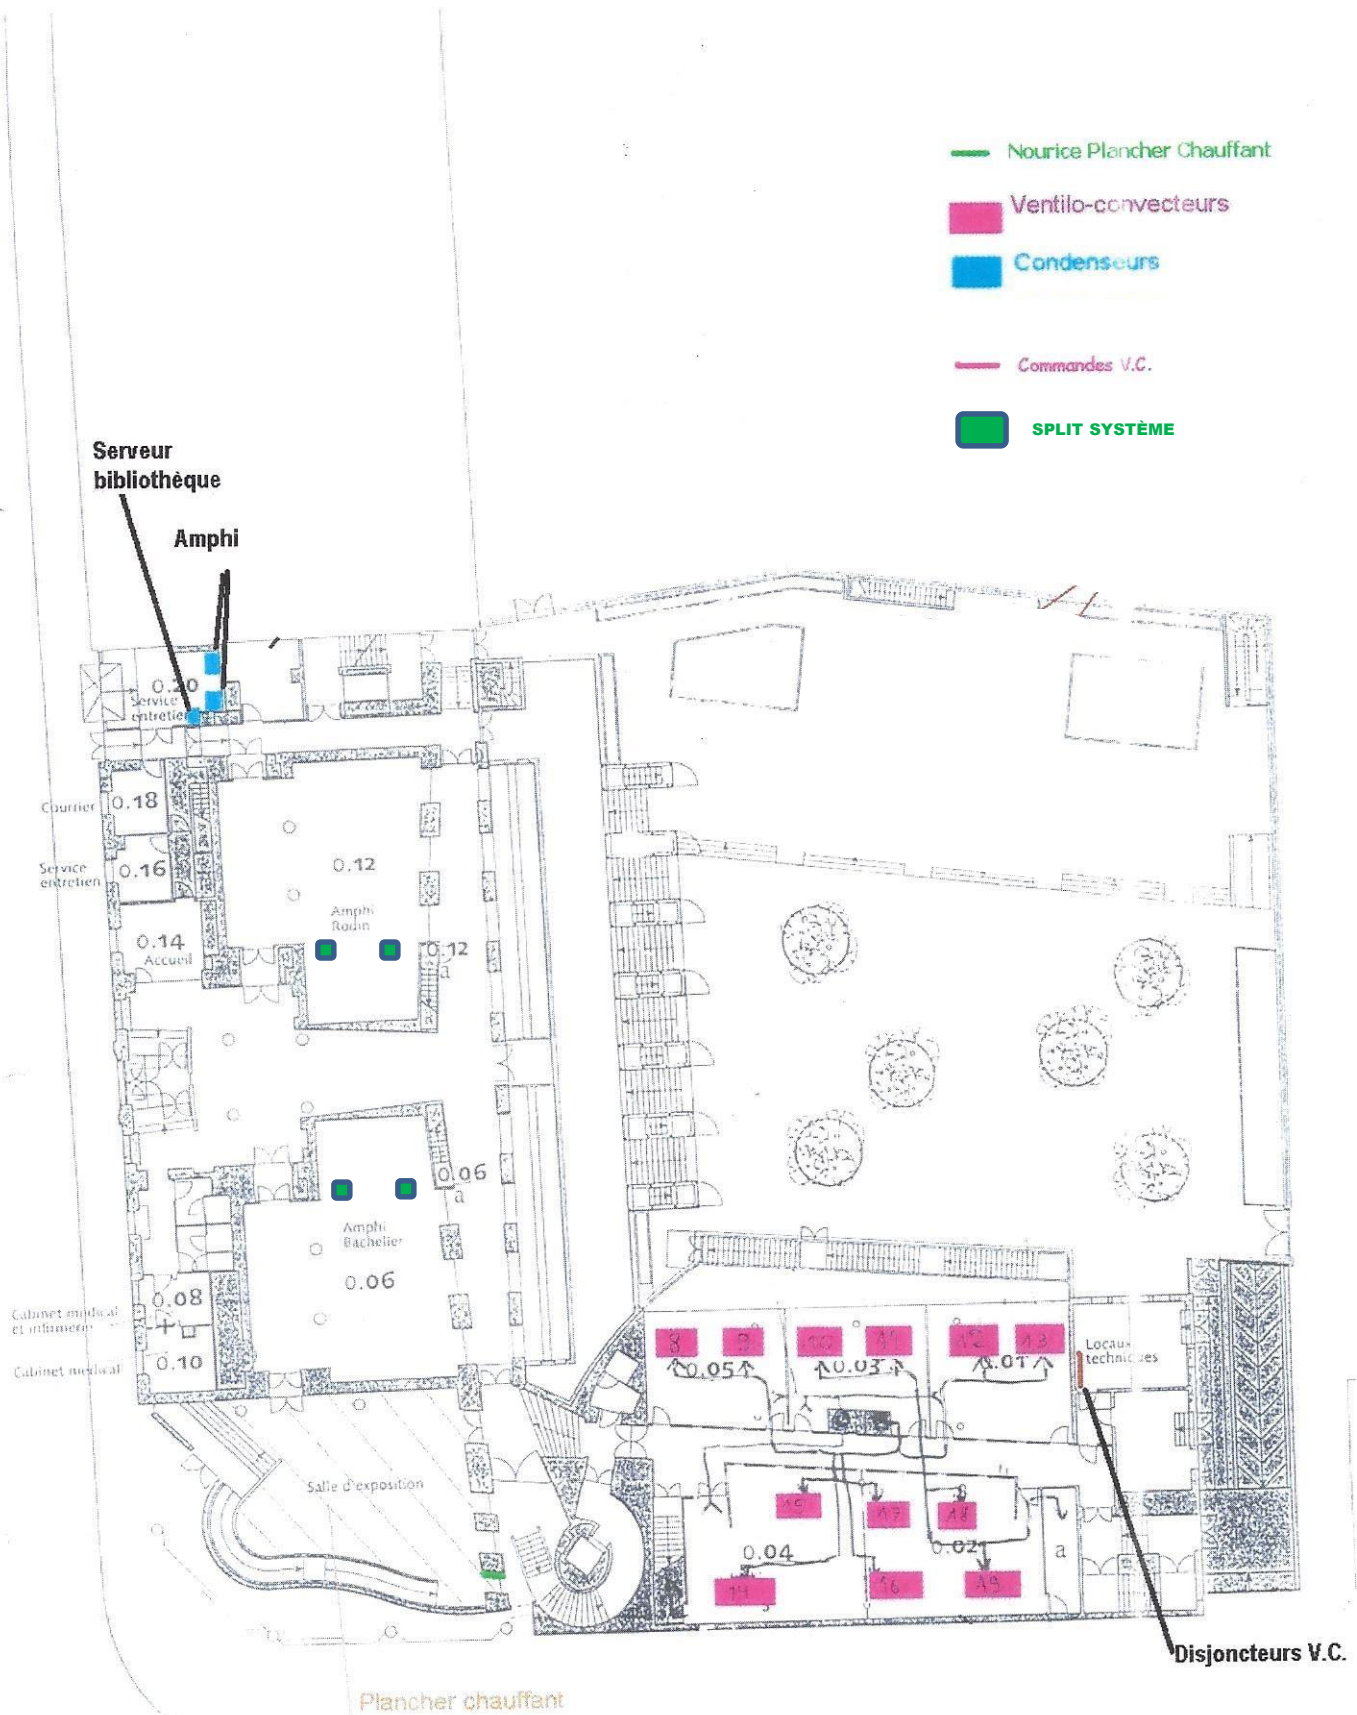 Nourice Plancher Chauffant
Ventilo-convecteurs
Condenseurs
Commandes V.C.
SPLIT SYSTÈME
Serveur
bibliothèque
Amphi
0.20
Service
entretien
Courrier
0.18
Service
entretien
0.16
0.12
Amphi
Rodin
0.14
Accueil
0.12
a
0.06
a
Amphi
Bachelier
0.06
Cabinet médical
et infirmerie
0.08
Cabinet médical
0.10
8
9
10
11
12
13
0.05
0.03
0.01
Locaux
techniques
Salle d'exposition
15
17
18
0.04
0.02
a
14
16
19
Disjoncteurs V.C.
Plancher chauffant